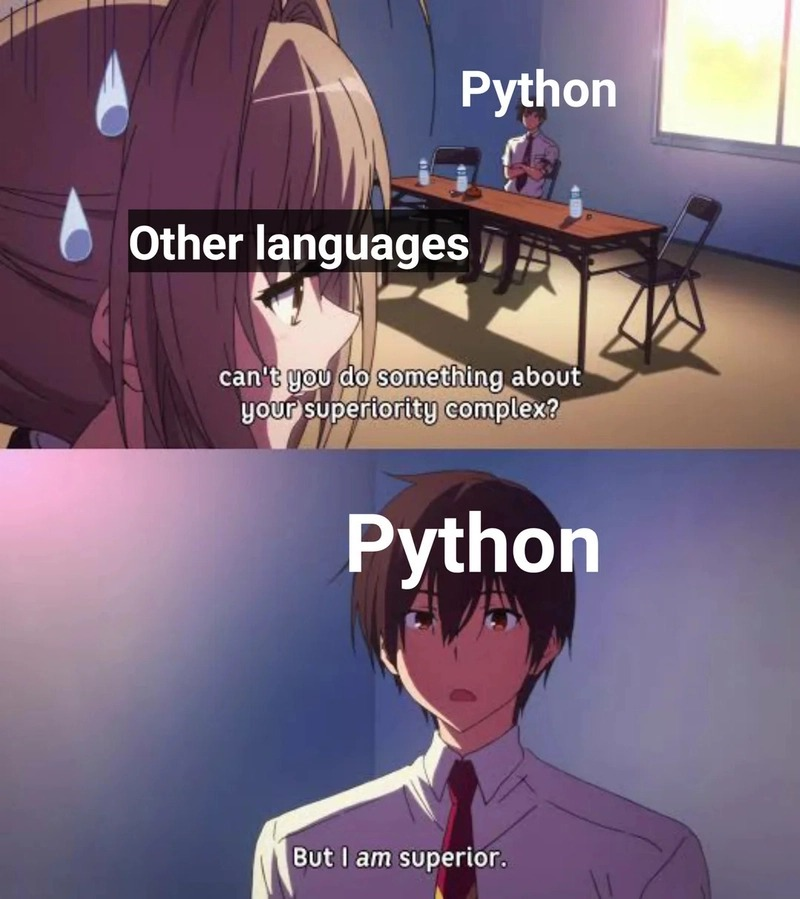 Python
Other languages
can't you do something about
your superiority complex?
Python
But I am superior.